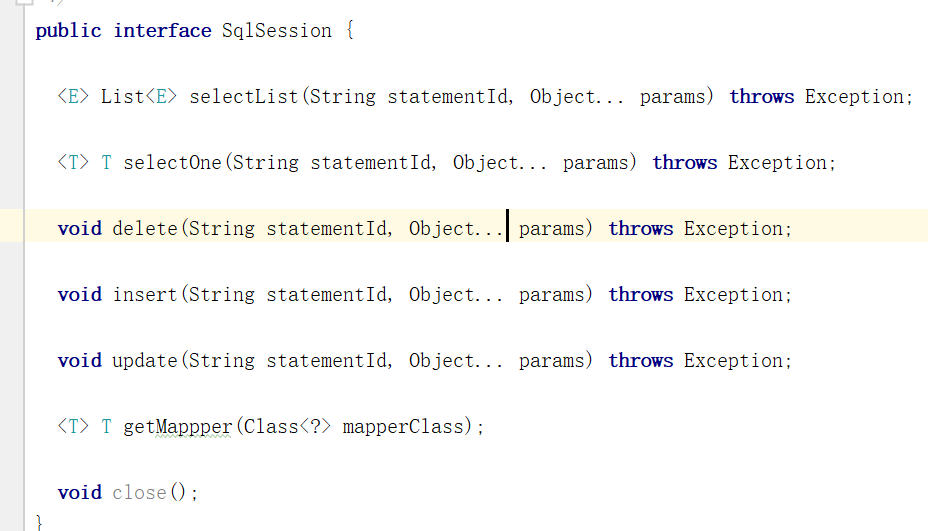 public interface SqlSession {
<E> List<E> selectList(String statementId, Object... params) throws Exception;
<T> T selectOne(String statementId, Object... params) throws Exception;
void delete(String statementId, Object... params) throws Exception;
void insert(String statementId, Object... params) throws Exception;
void update(String statementId, Object... params) throws Exception;
<T> T getMappper(Class<?> mapperClass);
void close();
}